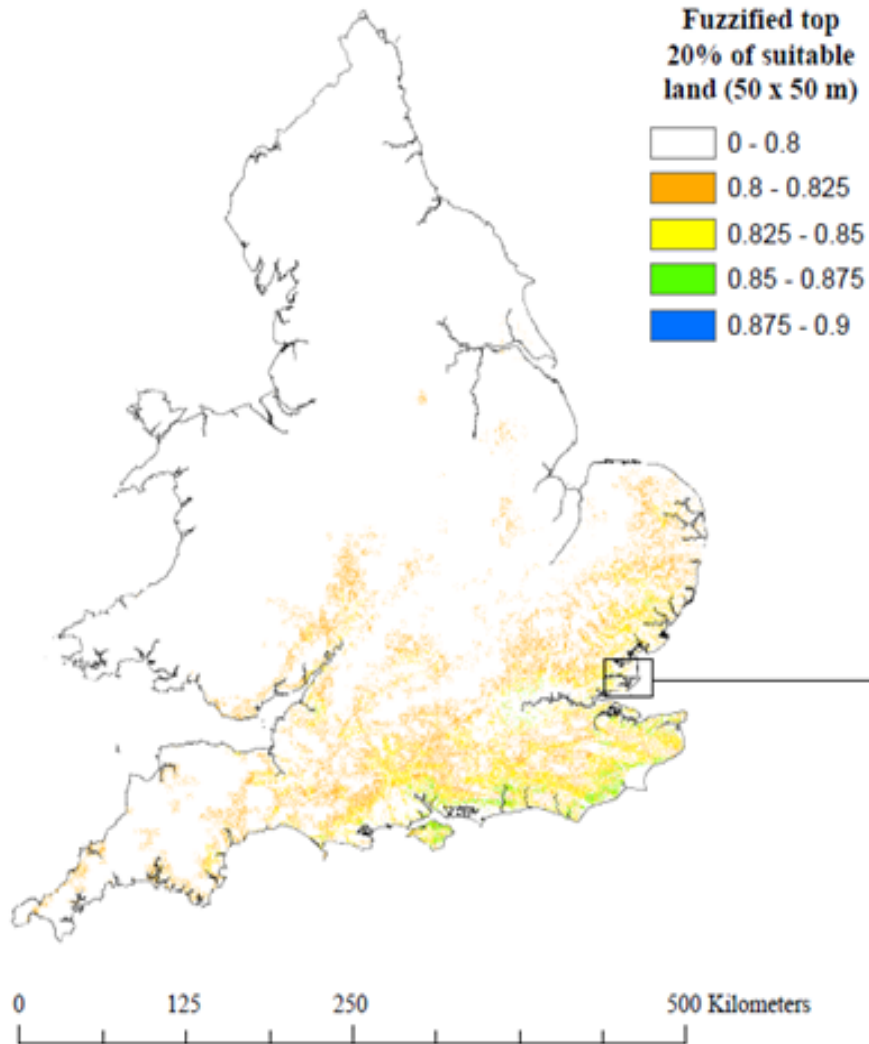 Fuzzified top
20% of suitable
land (50 x 50 m)
0 - 0.8
0.8 - 0.825
0.825 - 0.85
0.85 - 0.875
0.875 - 0.9
0 125 250 500 Kilometers